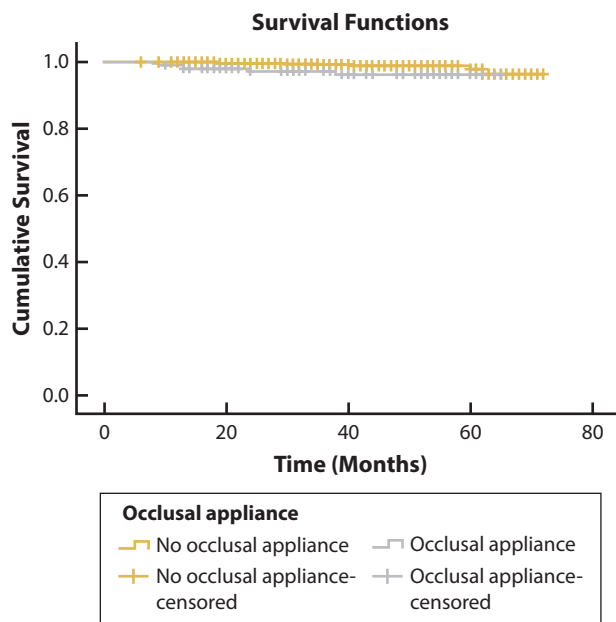 Survival Functions
Cumulative Survival
1.0
0.8
0.6
0.4
0.2
0.0
0 20 40 60 80
Time (Months)
Occlusal appliance
No occlusal appliance
No occlusal appliance-
censored
Occlusal appliance
Occlusal appliance-
censored